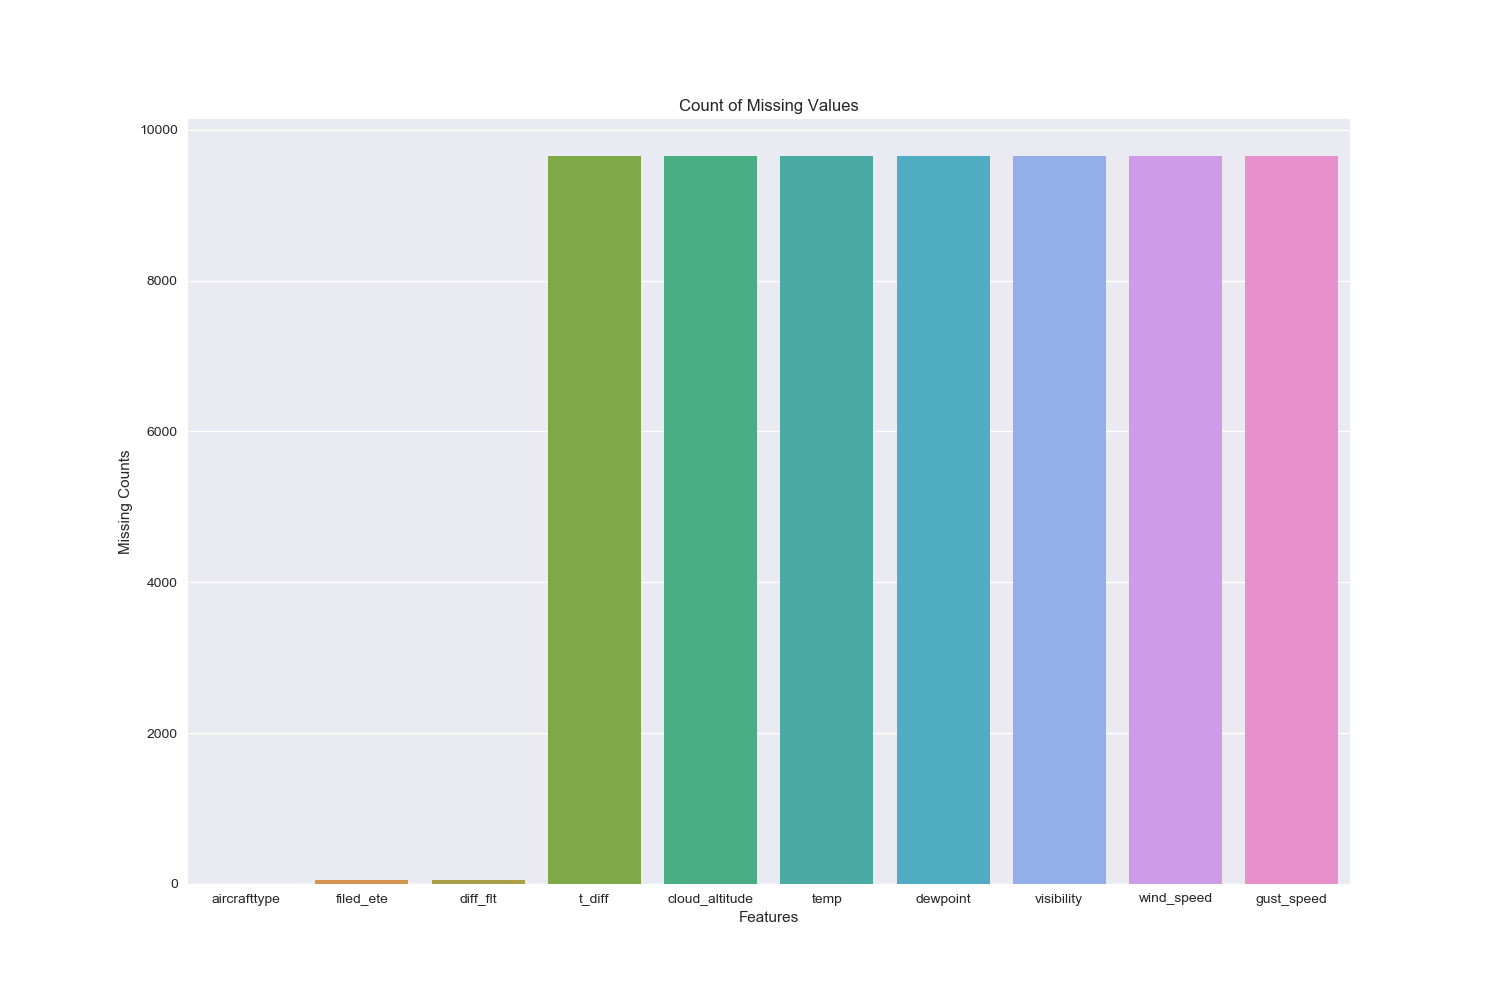 Count of Missing Values
10000
8000
6000
4000
2000
0
Missing Counts
aircrafttype filed_ete diff_flt t_diff cloud_altitude temp dewpoint visibility wind_speed gust_speed
Features